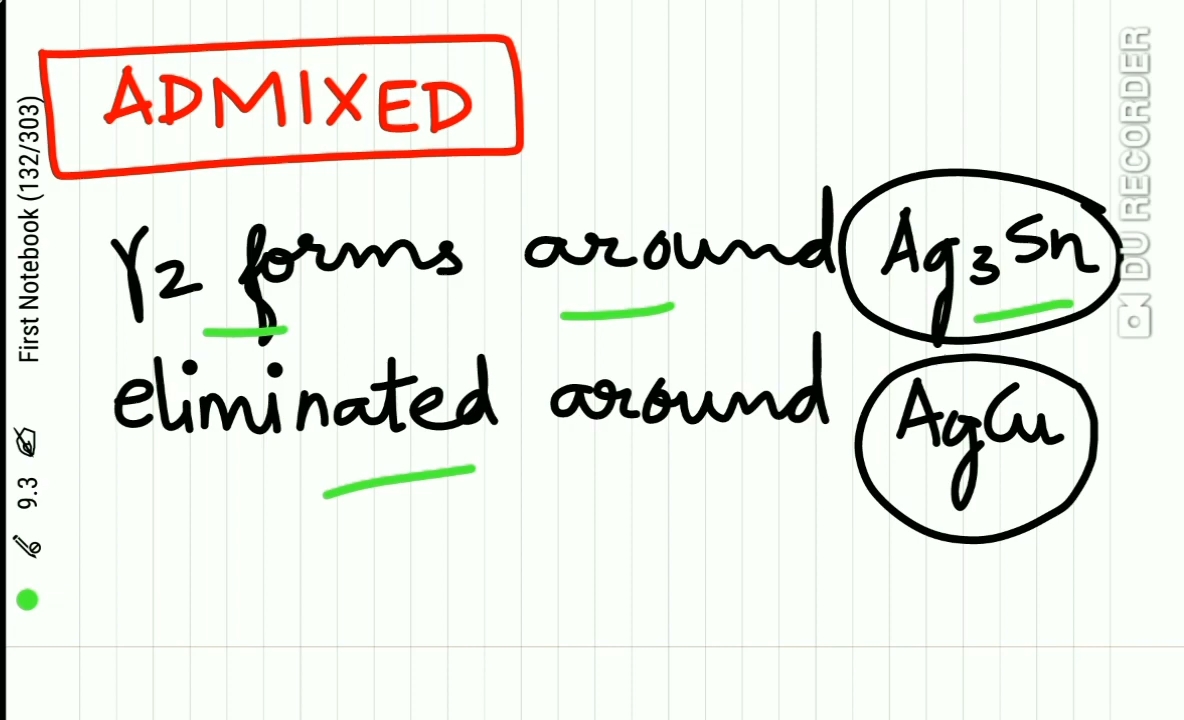 ADMIXED
γ2 forms around Ag3Sn
eliminated around AgCu
First Notebook (132/303)
9.3
DU RECORDER